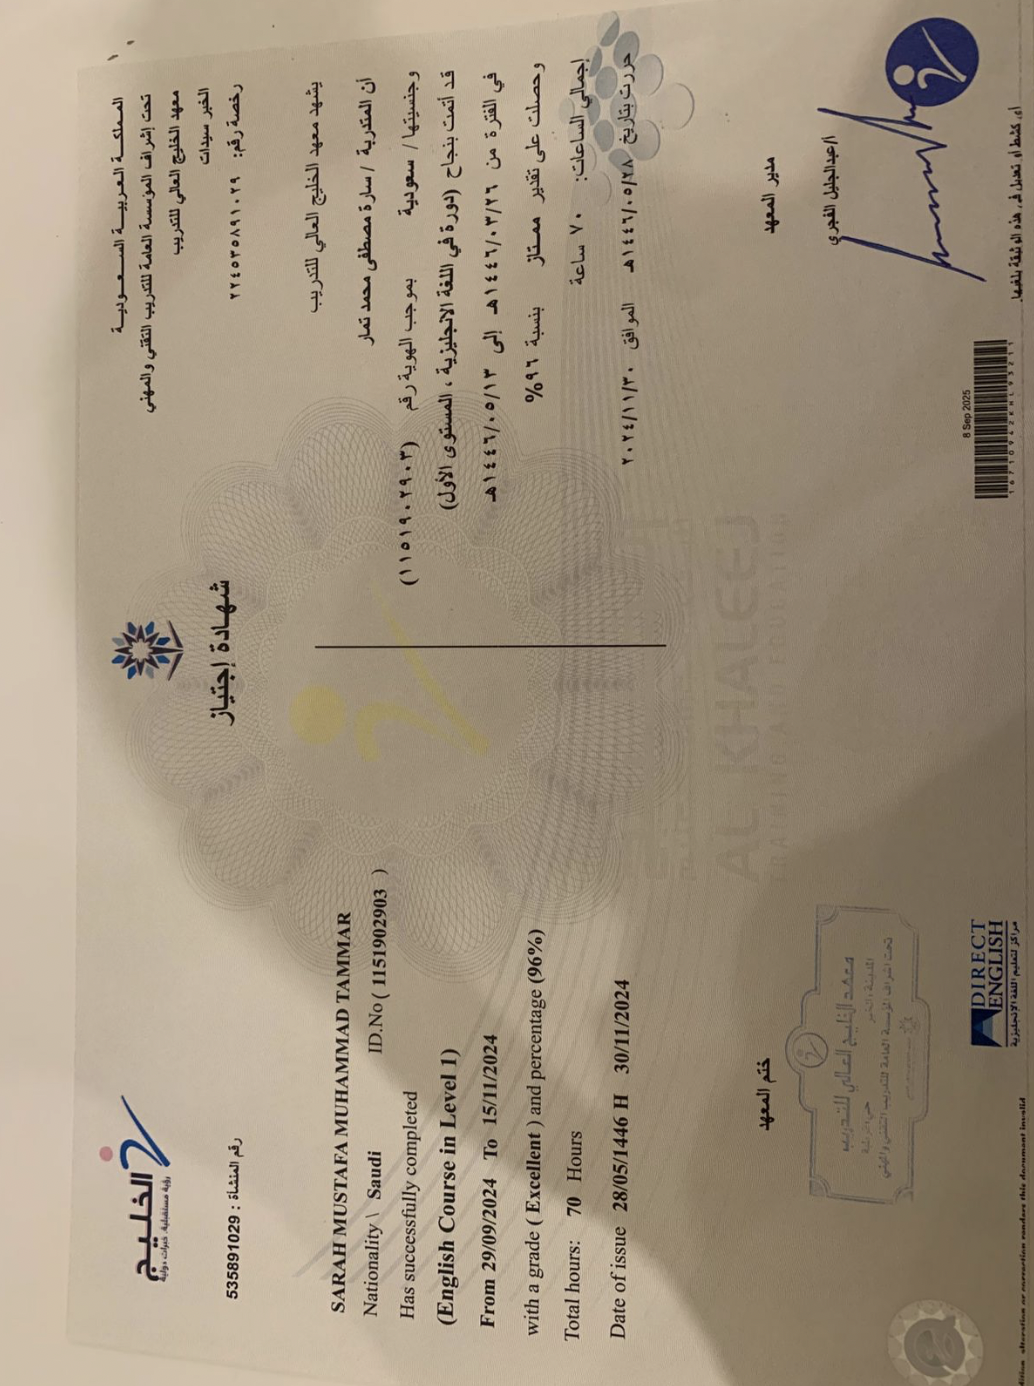 المملكة العربية السعودية
تحت إشراف المؤسسة العامة للتدريب التقني والمهني
معهد الخليج العالي للتدريب
الخبر سيدات
رخصة رقم: ٢٢٤٥٣٥٨٩١٠٢٩
الخليج
رؤية مستقبلية. خبرات دولية
رقم المنشاة : 535891029
شهادة إجتياز
يشهد معهد الخليج العالي للتدريب
أن المتدربة / سارة مصطفى محمد تمار
وجنسيتها / سعودية بموجب الهوية رقم (١١٥١٩٠٢٩٠٣)
قد أتمت بنجاح (دورة في اللغة الانجليزية ، المستوى الأول)
في الفترة من ١٤٤٦/٠٣/٢٦هـ إلى ١٤٤٦/٠٥/١٣هـ
وحصلت على تقدير ممتاز بنسبة ٩٦%
إجمالي الساعات: ٧٠ ساعة
حررت بتاريخ ١٤٤٦/٠٥/٢٨هـ الموافق ٢٠٢٤/١١/٣٠
SARAH MUSTAFA MUHAMMAD TAMMAR
Nationality \ Saudi ID.No ( 1151902903 )
Has successfully completed
(English Course in Level 1)
From 29/09/2024 To 15/11/2024
with a grade ( Excellent ) and percentage (96%)
Total hours: 70 Hours
Date of issue 28/05/1446 H 30/11/2024
AL KHALEEJ
TRAINING AND EDUCATION
مدير المعهد
أ/عبدالجليل الفجري
ختم المعهد
معهد الخليج العالي للتدريب
تحت اشراف المؤسسة العامة للتدريب التقني والمهني
DIRECT
ENGLISH
مراكز لتعليم اللغة الإنجليزية
8 Sep 2025
أي كشط أو تعديل في هذه الوثيقة يلغيها.
alteration or correction renders this document invalid